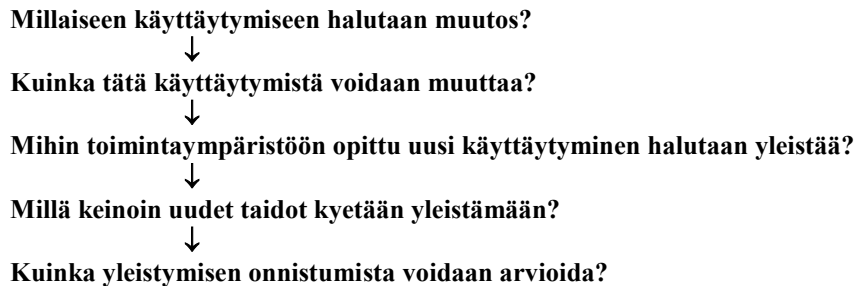 Millaiseen käyttäytymiseen halutaan muutos?
↓
Kuinka tätä käyttäytymistä voidaan muuttaa?
↓
Mihin toimintaympäristöön opittu uusi käyttäytyminen halutaan yleistää?
↓
Millä keinoin uudet taidot kyetään yleistämään?
↓
Kuinka yleistymisen onnistumista voidaan arvioida?